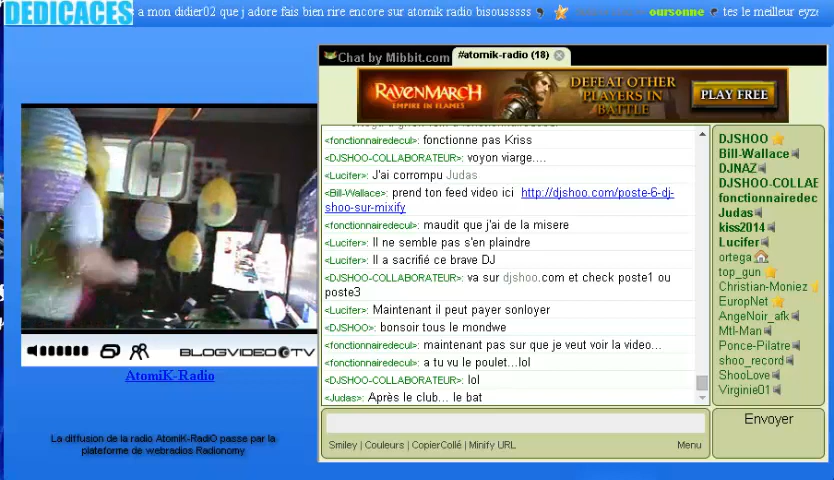 DEDICACES
a mon didier02 que j adore fais bien rire encore sur atomik radio bisousssss
oursonne
tes le meilleur
Chat by Mibbit.com
#atomik-radio (18)
RAVENMARCH
EMPIRE IN FLAMES
DEFEAT OTHER
PLAYERS IN
BATTLE
PLAY FREE
<fonctionnairedecul>: fonctionne pas Kriss
<DJSHOO-COLLABORATEUR>: voyon viarge....
<Lucifer>: J'ai corrompu Judas
<Bill-Wallace>: prend ton feed video ici http://djshoo.com/poste-6-dj-
shoo-sur-mixify
<fonctionnairedecul>: maudit que j'ai de la misere
<Lucifer>: Il ne semble pas s'en plaindre
<Lucifer>: Il a sacrifié ce brave DJ
<DJSHOO-COLLABORATEUR>: va sur djshoo.com et check poste1 ou
poste3
<Lucifer>: Maintenant il peut payer sonloyer
<DJSHOO>: bonsoir tous le mondwe
<fonctionnairedecul>: maintenant pas sur que je veut voir la video...
<fonctionnairedecul>: a tu vu le poulet...lol
<DJSHOO-COLLABORATEUR>: lol
<Judas>: Après le club... le bat
DJSHOO
Bill-Wallace
DJNAZ
DJSHOO-COLLAE
fonctionnairedec
Judas
kiss2014
Lucifer
ortega
top_gun
Christian-Moniez
EuropNet
AngeNoir_afk
Mtl-Man
Ponce-Pilatre
shoo_record
ShooLove
Virginie01
Envoyer
Smiley | Couleurs | CopierCollé | Minify URL
Menu
BLOGVIDEO TV
AtomiK-Radio
La diffusion de la radio AtomiK-RadiO passe par la
plateforme de webradios Radionomy